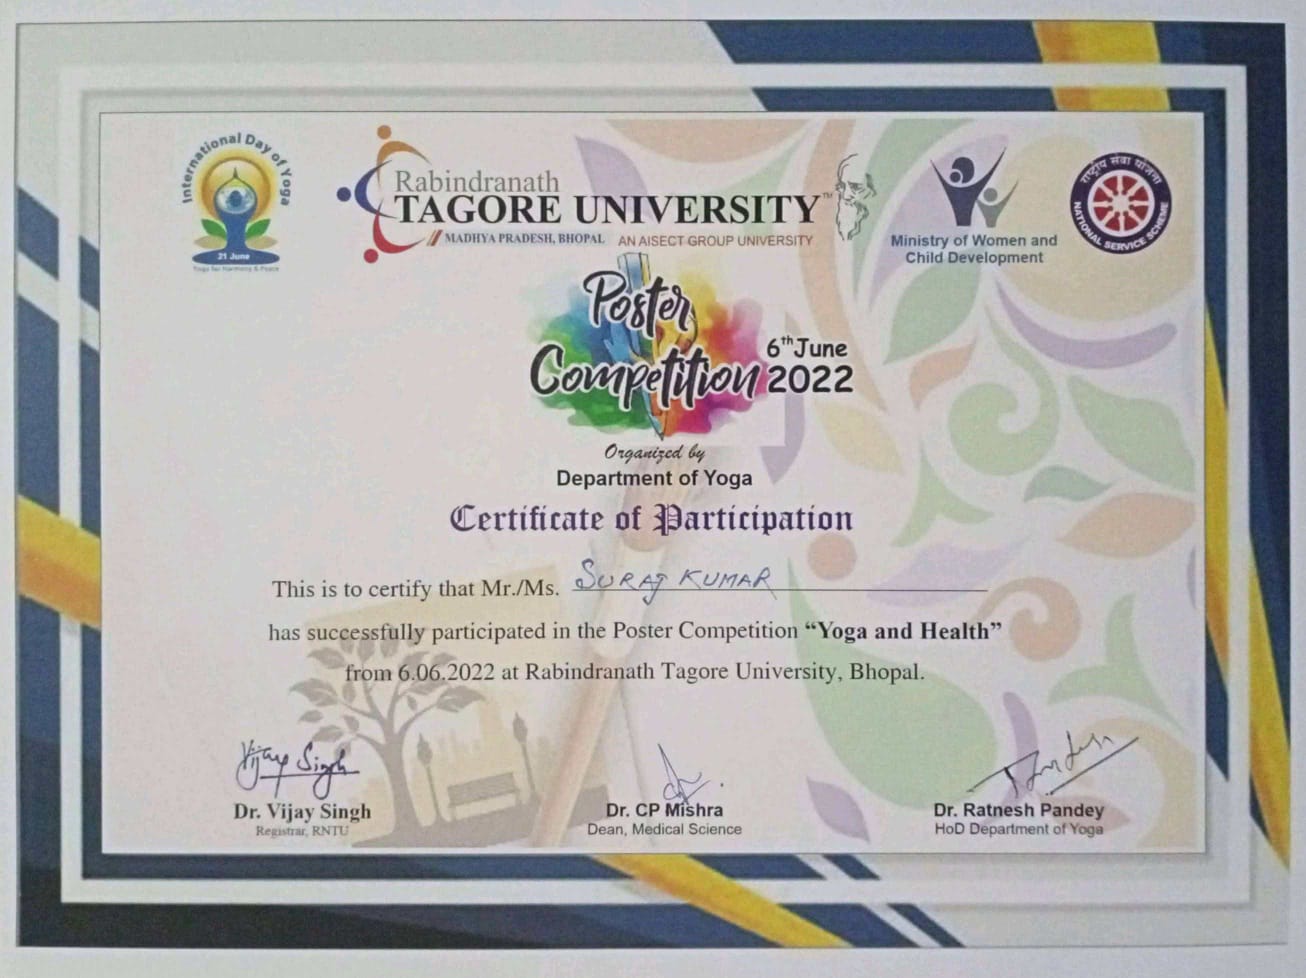 International Day of Yoga
21 June
Yoga for Harmony & Peace
Rabindranath
TAGORE UNIVERSITY™
MADHYA PRADESH, BHOPAL AN AISECT GROUP UNIVERSITY
Ministry of Women and
Child Development
राष्ट्रीय सेवा योजना
NATIONAL SERVICE SCHEME
Poster
Competition
6th June
2022
Organized by
Department of Yoga
Certificate of Participation
This is to certify that Mr./Ms. SURAJ KUMAR
has successfully participated in the Poster Competition “Yoga and Health”
from 6.06.2022 at Rabindranath Tagore University, Bhopal.
Vijay Singh
Dr. Vijay Singh
Registrar, RNTU
Dr. CP Mishra
Dean, Medical Science
Dr. Ratnesh Pandey
HoD Department of Yoga